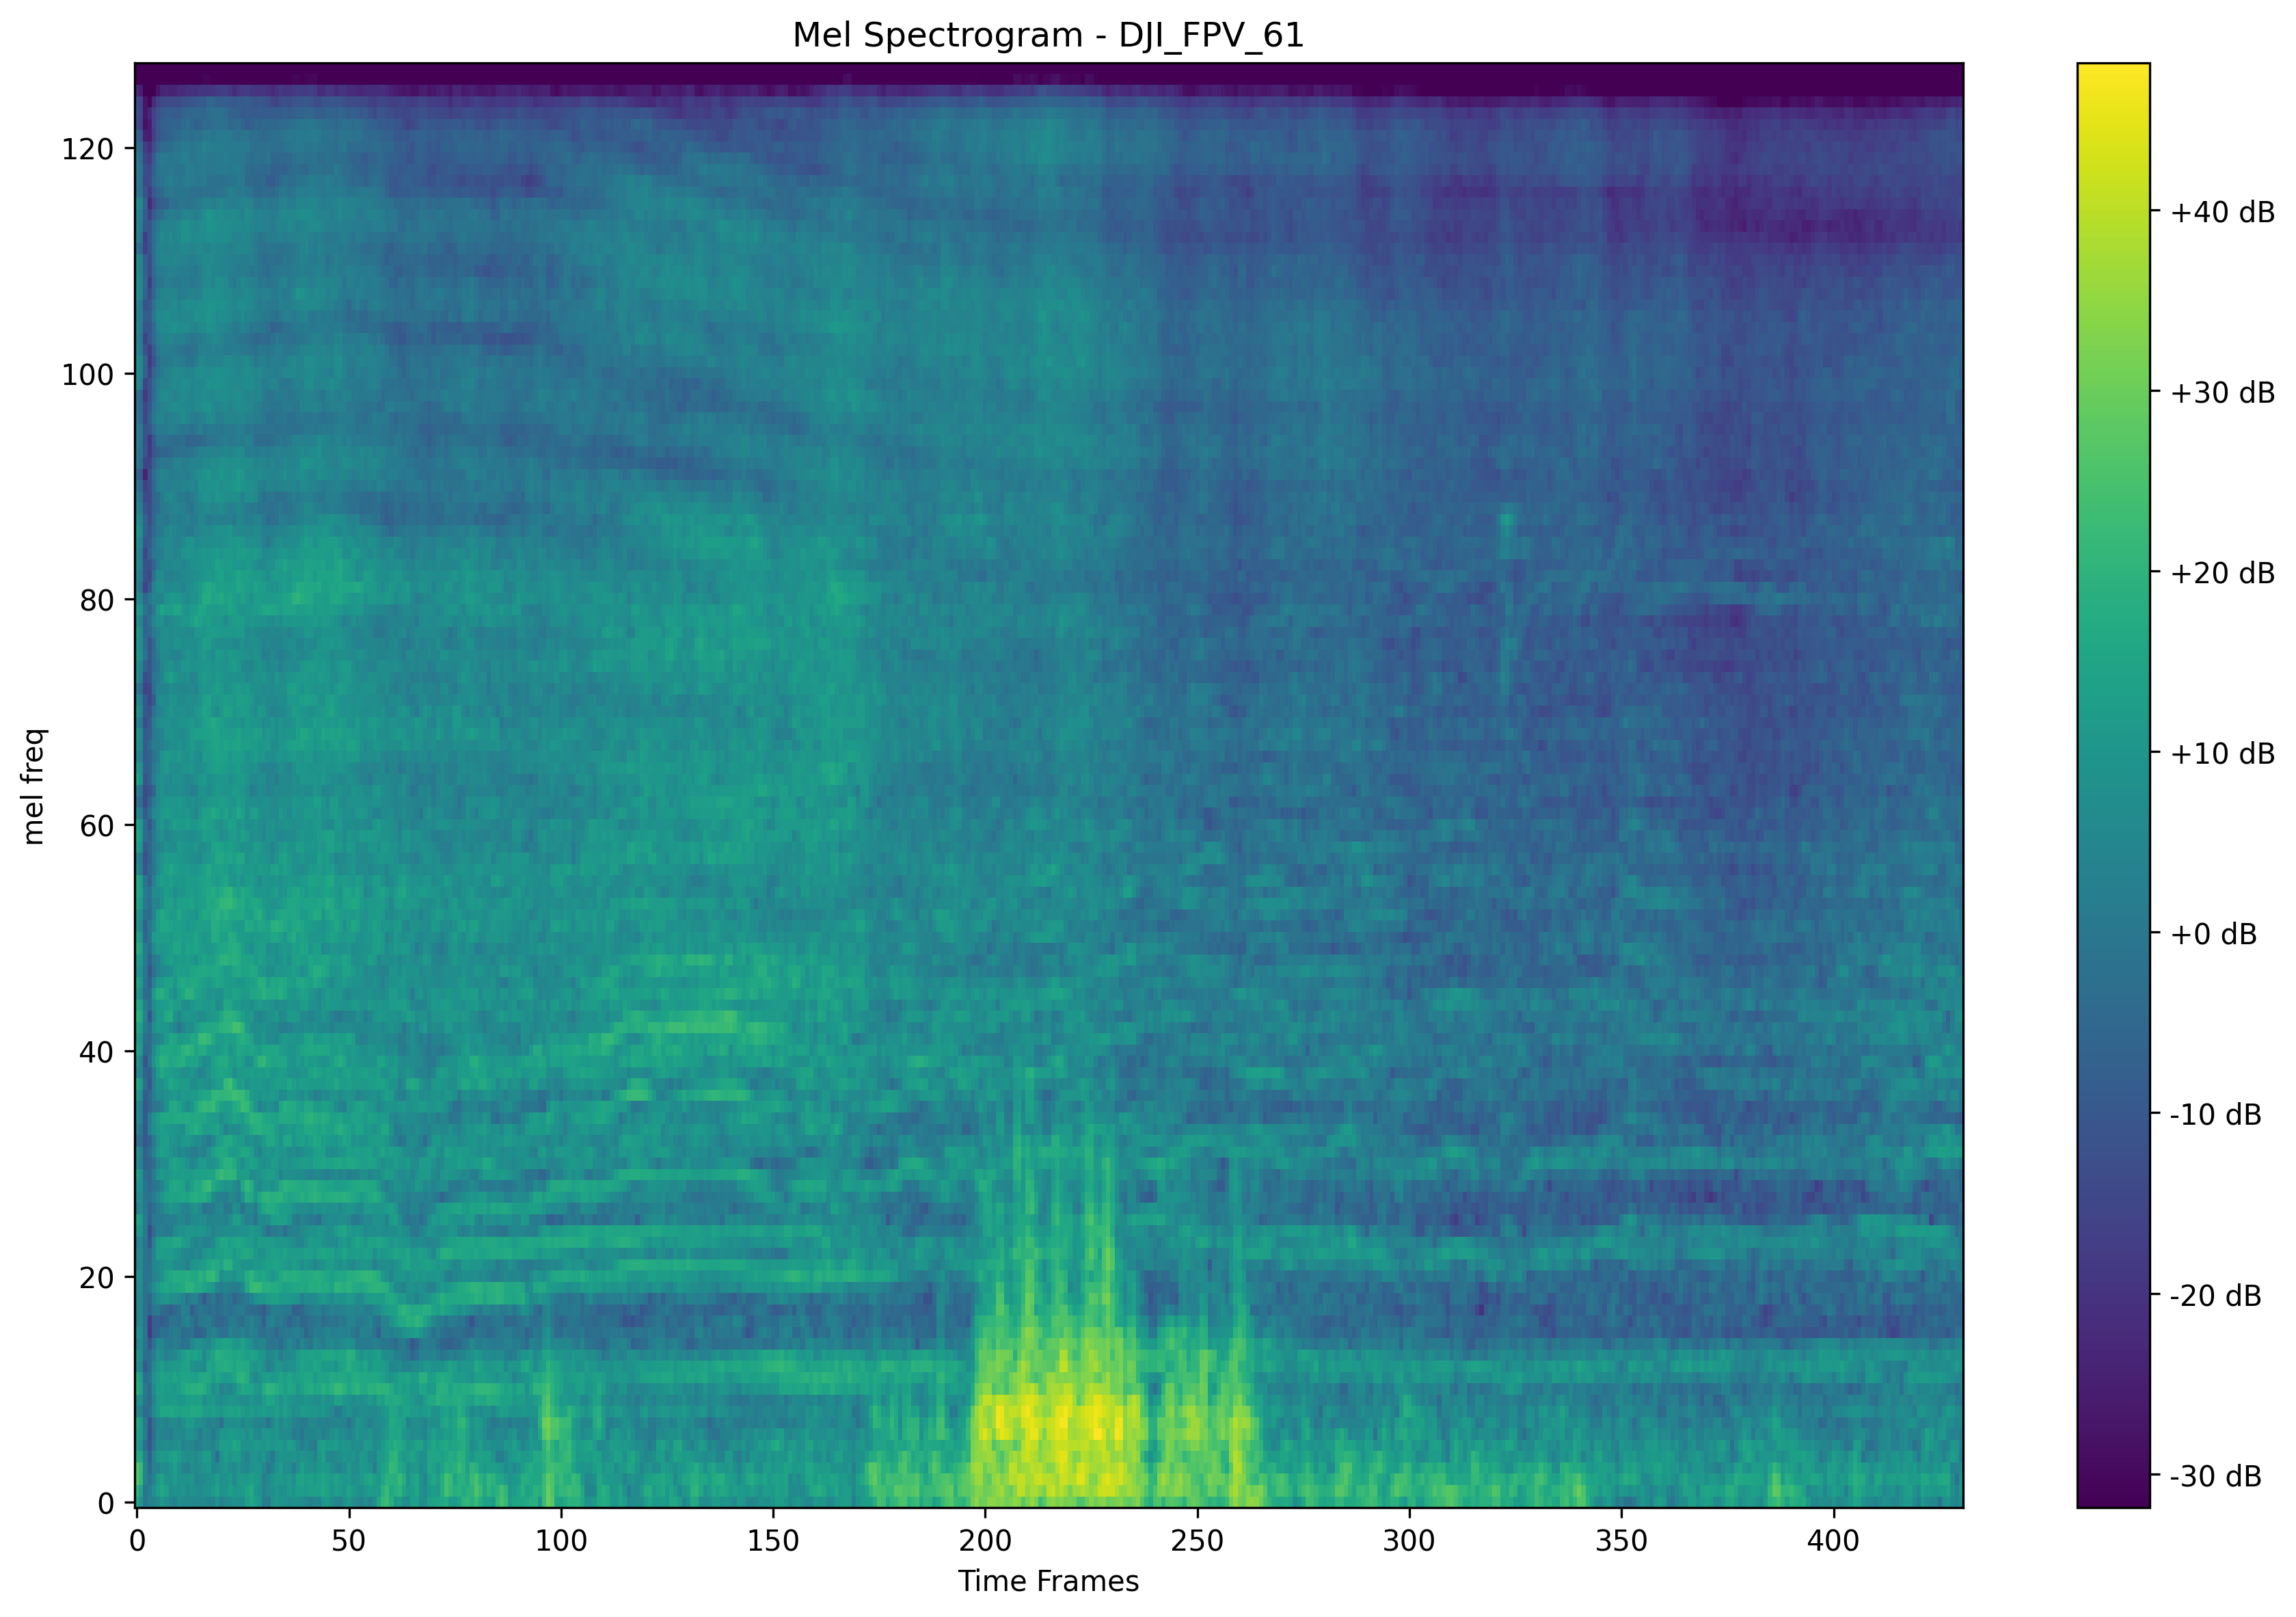 Mel Spectrogram - DJI_FPV_61
mel freq
120
100
80
60
40
20
0
0 50 100 150 200 250 300 350 400
Time Frames
+40 dB
+30 dB
+20 dB
+10 dB
+0 dB
-10 dB
-20 dB
-30 dB